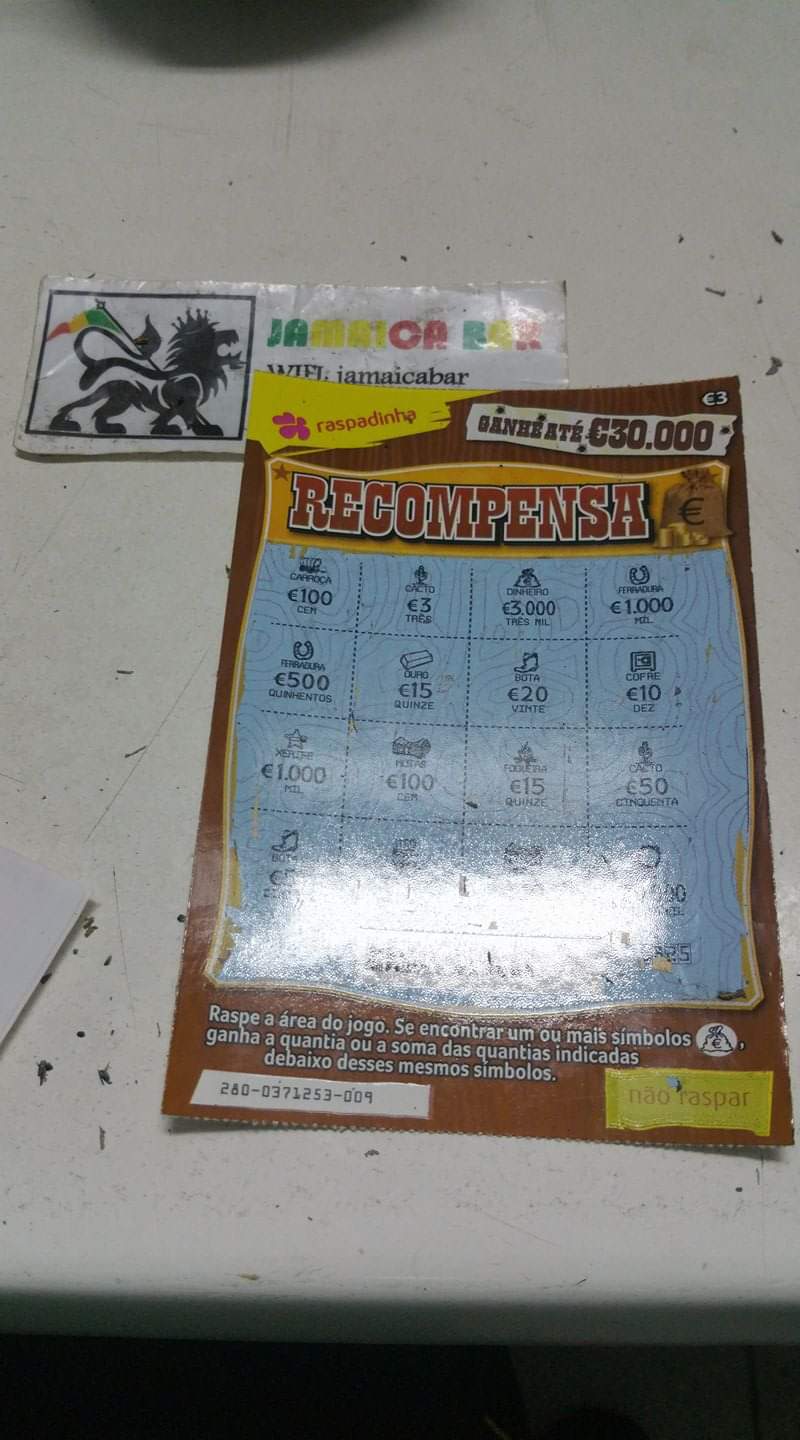 JAMAICA BAR
WIFI: jamaicabar
€3
raspadinha
GANHE ATÉ €30.000
RECOMPENSA
€
CARROÇA CACTO DINHEIRO FERRADURA
€100 €3 €3.000 €1.000
CEM TRÊS TRÊS MIL MIL
FERRADURA OURO BOTA COFRE
€500 €15 €20 €10
QUINHENTOS QUINZE VINTE DEZ
XERIFE NOTAS FOGUEIRA CACTO
€1.000 €100 €15 €50
MIL CEM QUINZE CINQUENTA
BOTA
Raspe a área do jogo. Se encontrar um ou mais símbolos € ,
ganha a quantia ou a soma das quantias indicadas
debaixo desses mesmos símbolos.
280-0371253-009
não raspar